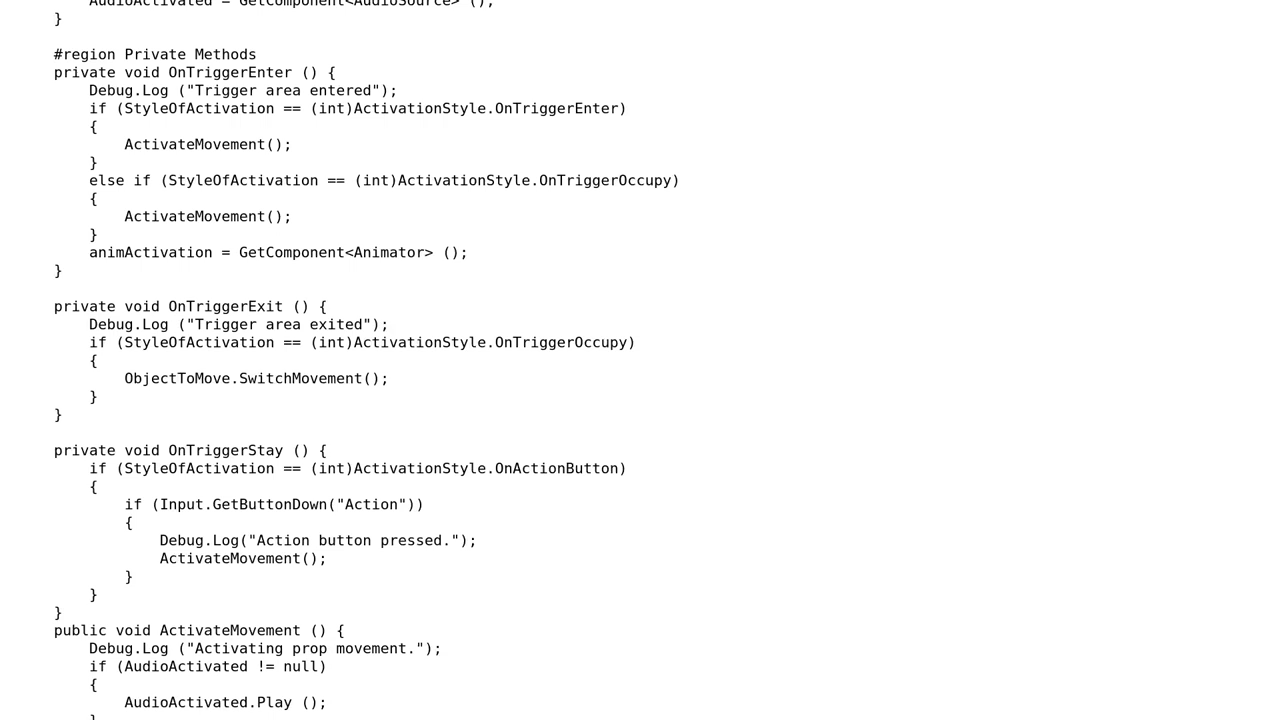 AudioActivated = GetComponent<AudioSource> ();
}
#region Private Methods
private void OnTriggerEnter () {
Debug.Log ("Trigger area entered");
if (StyleOfActivation == (int)ActivationStyle.OnTriggerEnter)
{
ActivateMovement();
}
else if (StyleOfActivation == (int)ActivationStyle.OnTriggerOccupy)
{
ActivateMovement();
}
animActivation = GetComponent<Animator> ();
}
private void OnTriggerExit () {
Debug.Log ("Trigger area exited");
if (StyleOfActivation == (int)ActivationStyle.OnTriggerOccupy)
{
ObjectToMove.SwitchMovement();
}
}
private void OnTriggerStay () {
if (StyleOfActivation == (int)ActivationStyle.OnActionButton)
{
if (Input.GetButtonDown("Action"))
{
Debug.Log("Action button pressed.");
ActivateMovement();
}
}
}
public void ActivateMovement () {
Debug.Log ("Activating prop movement.");
if (AudioActivated != null)
{
AudioActivated.Play ();
}